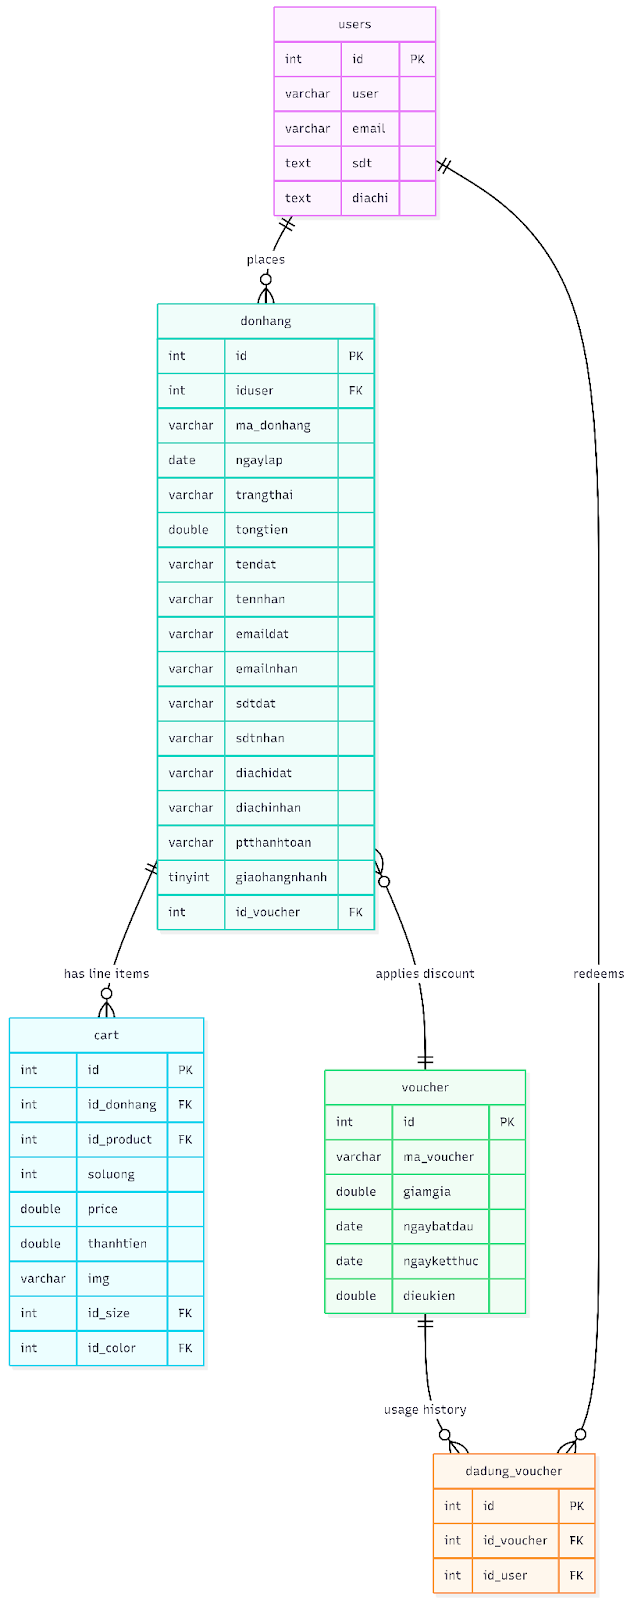 users
int id PK
varchar user
varchar email
text sdt
text diachi
places
donhang
int id PK
int iduser FK
varchar ma_donhang
date ngaylap
varchar trangthai
double tongtien
varchar tendat
varchar tennhan
varchar emaildat
varchar emailnhan
varchar sdtdat
varchar sdtnhan
varchar diachidat
varchar diachinhan
varchar ptthanhtoan
tinyint giaohangnhanh
int id_voucher FK
has line items
applies discount
redeems
cart
int id PK
int id_donhang FK
int id_product FK
int soluong
double price
double thanhtien
varchar img
int id_size FK
int id_color FK
voucher
int id PK
varchar ma_voucher
double giamgia
date ngaybatdau
date ngayketthuc
double dieukien
usage history
dadung_voucher
int id PK
int id_voucher FK
int id_user FK